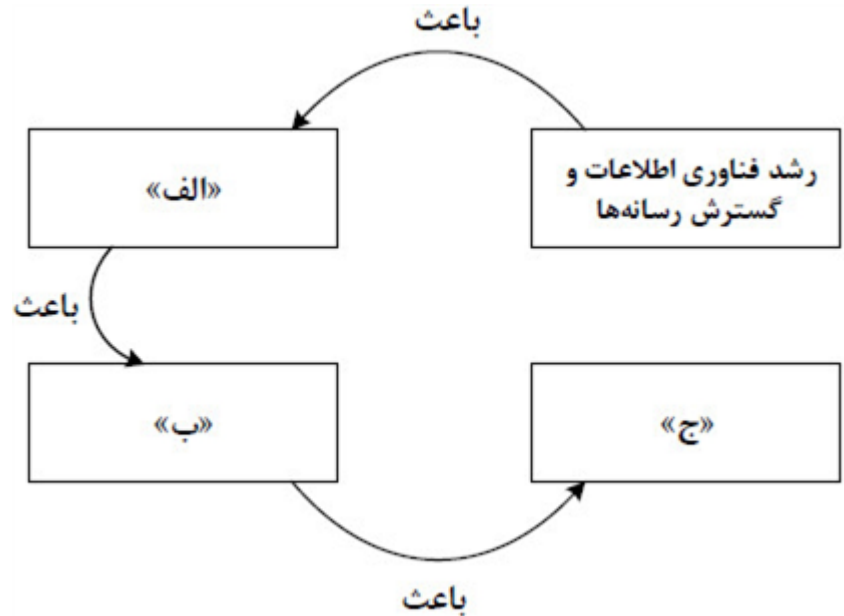 باعث
رشد فناوری اطلاعات و
گسترش رسانه‌ها
«الف»
باعث
«ب»
«ج»
باعث